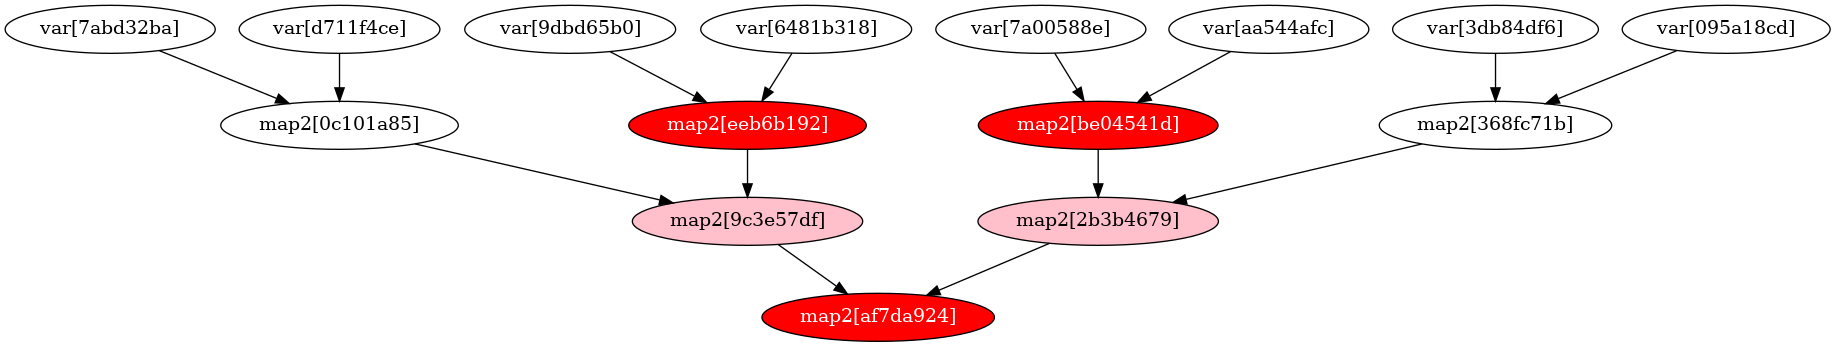 var[7abd32ba]
var[d711f4ce]
var[9dbd65b0]
var[6481b318]
var[7a00588e]
var[aa544afc]
var[3db84df6]
var[095a18cd]
map2[0c101a85]
map2[eeb6b192]
map2[be04541d]
map2[368fc71b]
map2[9c3e57df]
map2[2b3b4679]
map2[af7da924]